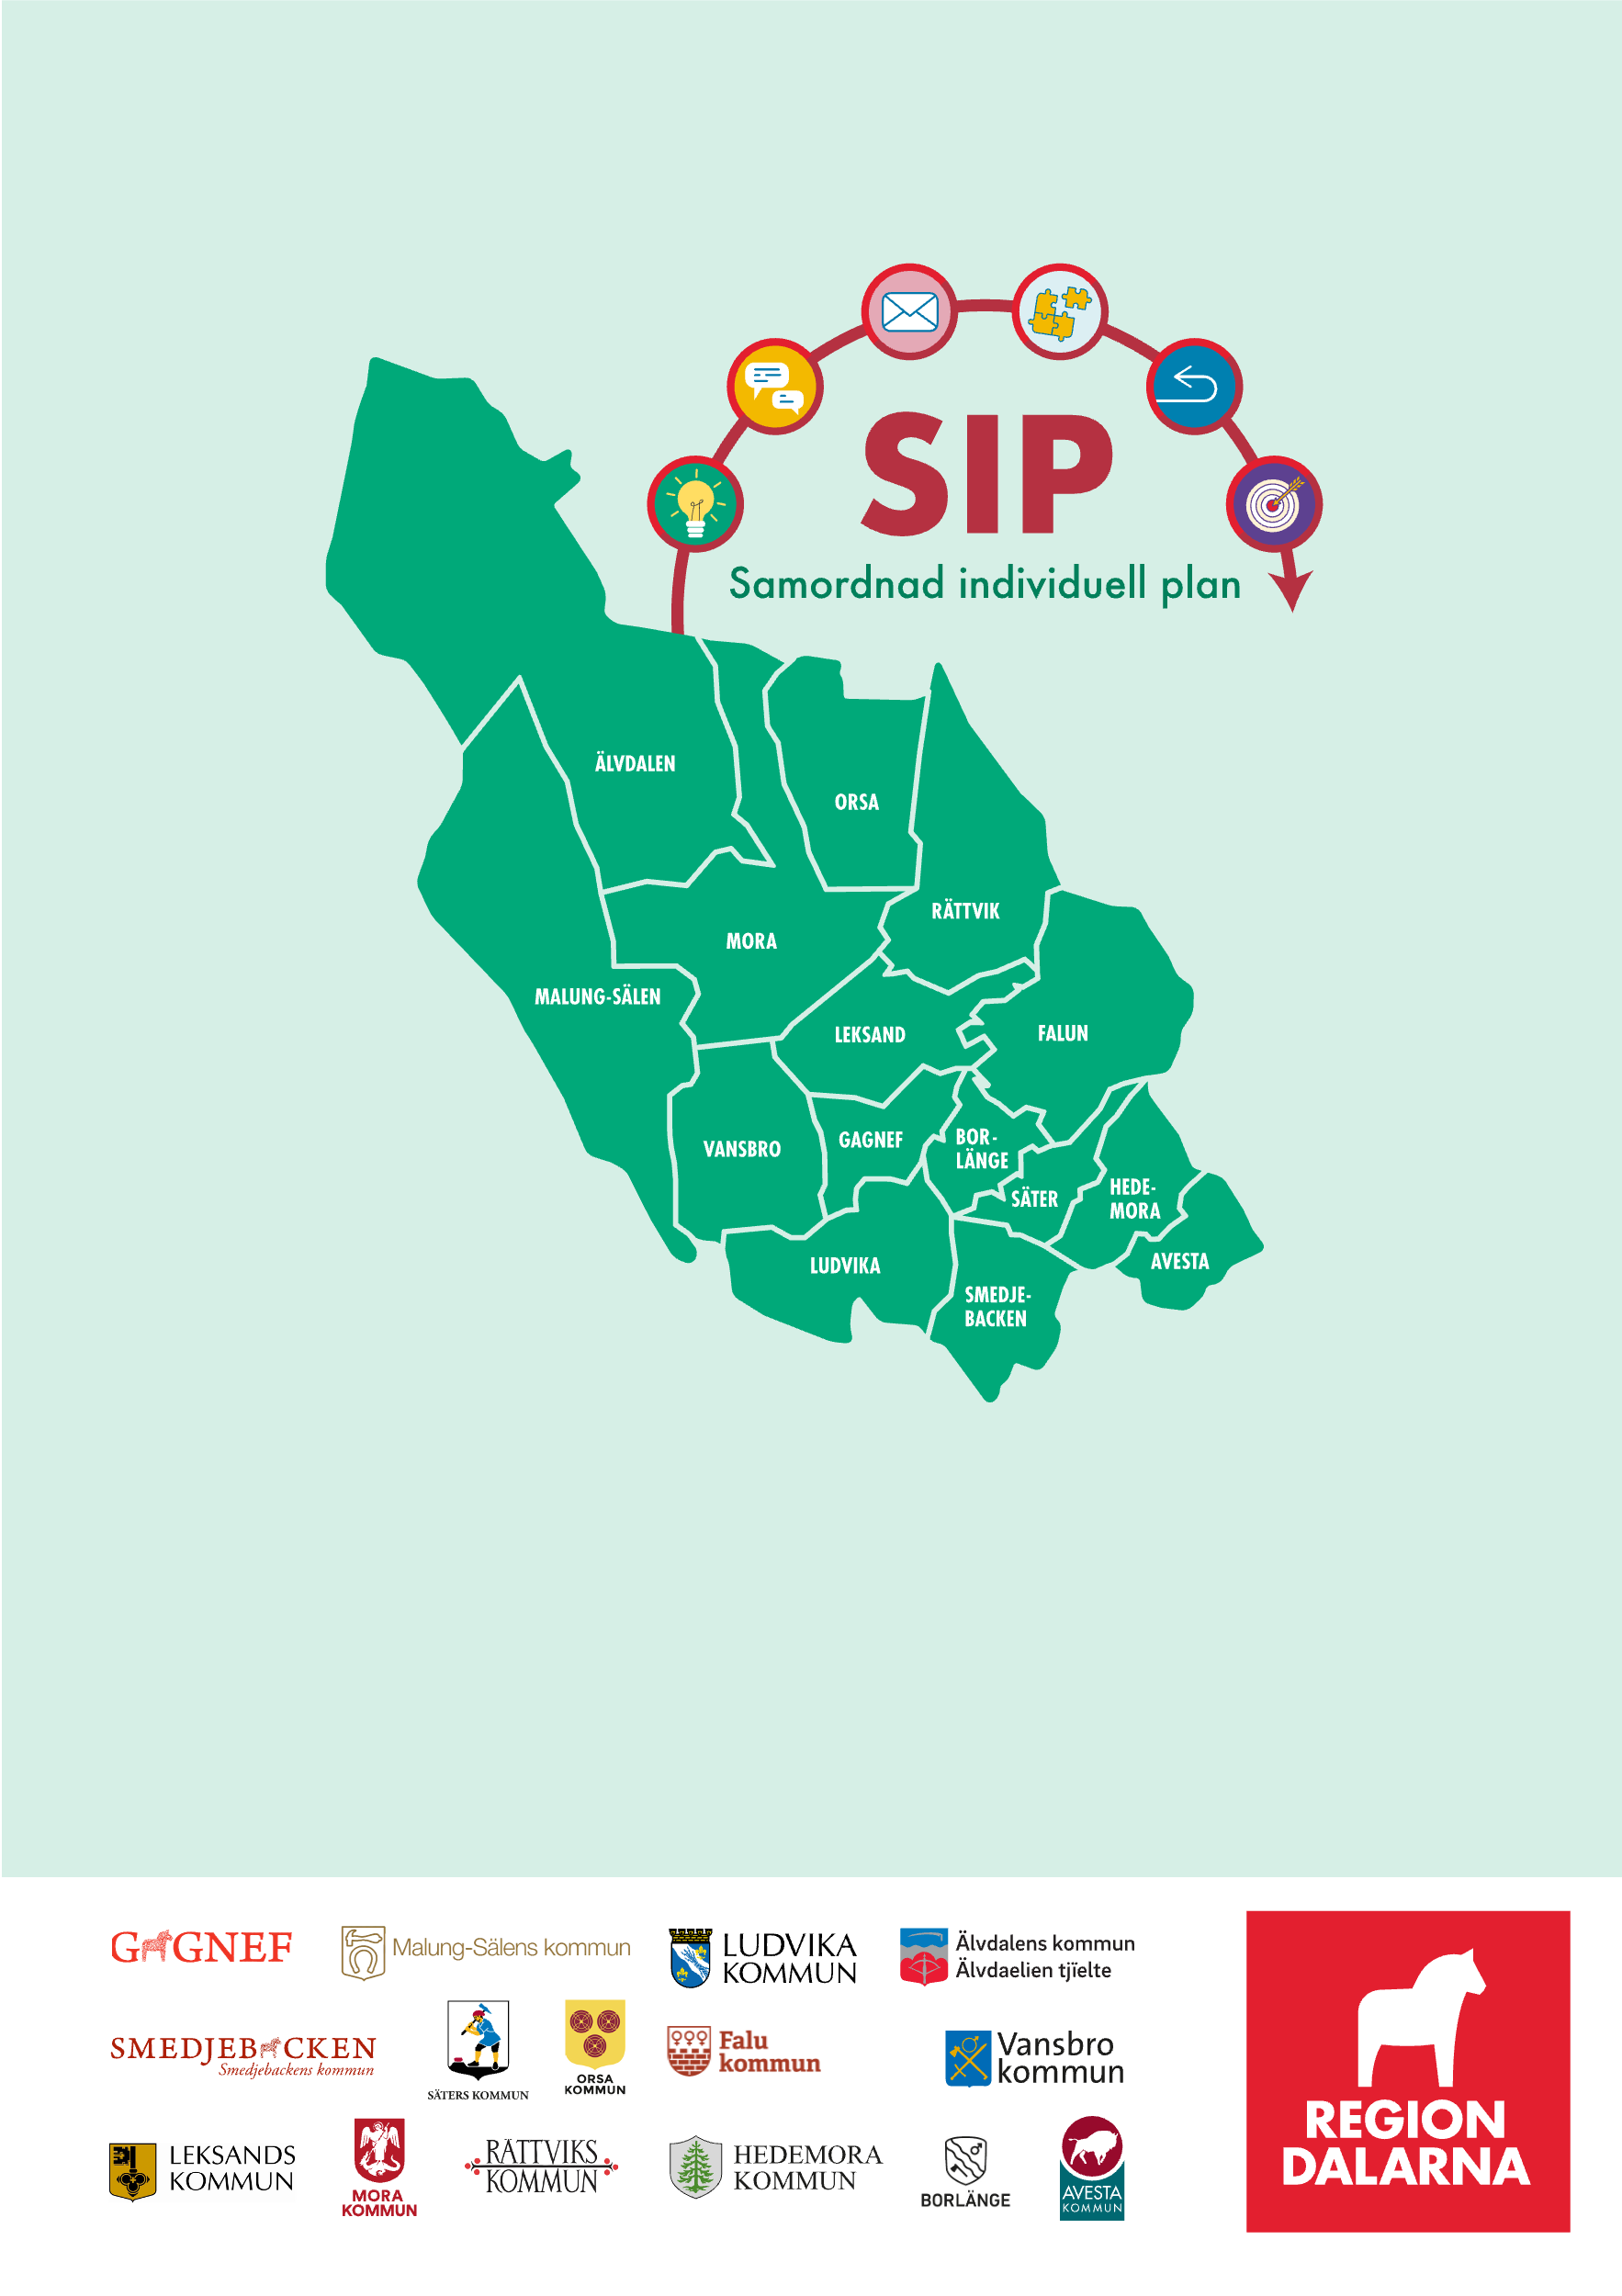 SIP
Samordnad individuell plan
ÄLVDALEN
ORSA
RÄTTVIK
MORA
MALUNG-SÄLEN
LEKSAND
FALUN
VANSBRO
GAGNEF
BOR-
LÄNGE
SÄTER
HEDE-
MORA
AVESTA
LUDVIKA
SMEDJE-
BACKEN
GAGNEF
Malung-Sälens kommun
LUDVIKA
KOMMUN
Älvdalens kommun
Älvdaelien tjïelte
SMEDJEBACKEN
Smedjebackens kommun
SÄTERS KOMMUN
ORSA
KOMMUN
Falu
kommun
Vansbro
kommun
LEKSANDS
KOMMUN
MORA
KOMMUN
RÄTTVIKS
KOMMUN
HEDEMORA
KOMMUN
BORLÄNGE
AVESTA
KOMMUN
REGION
DALARNA